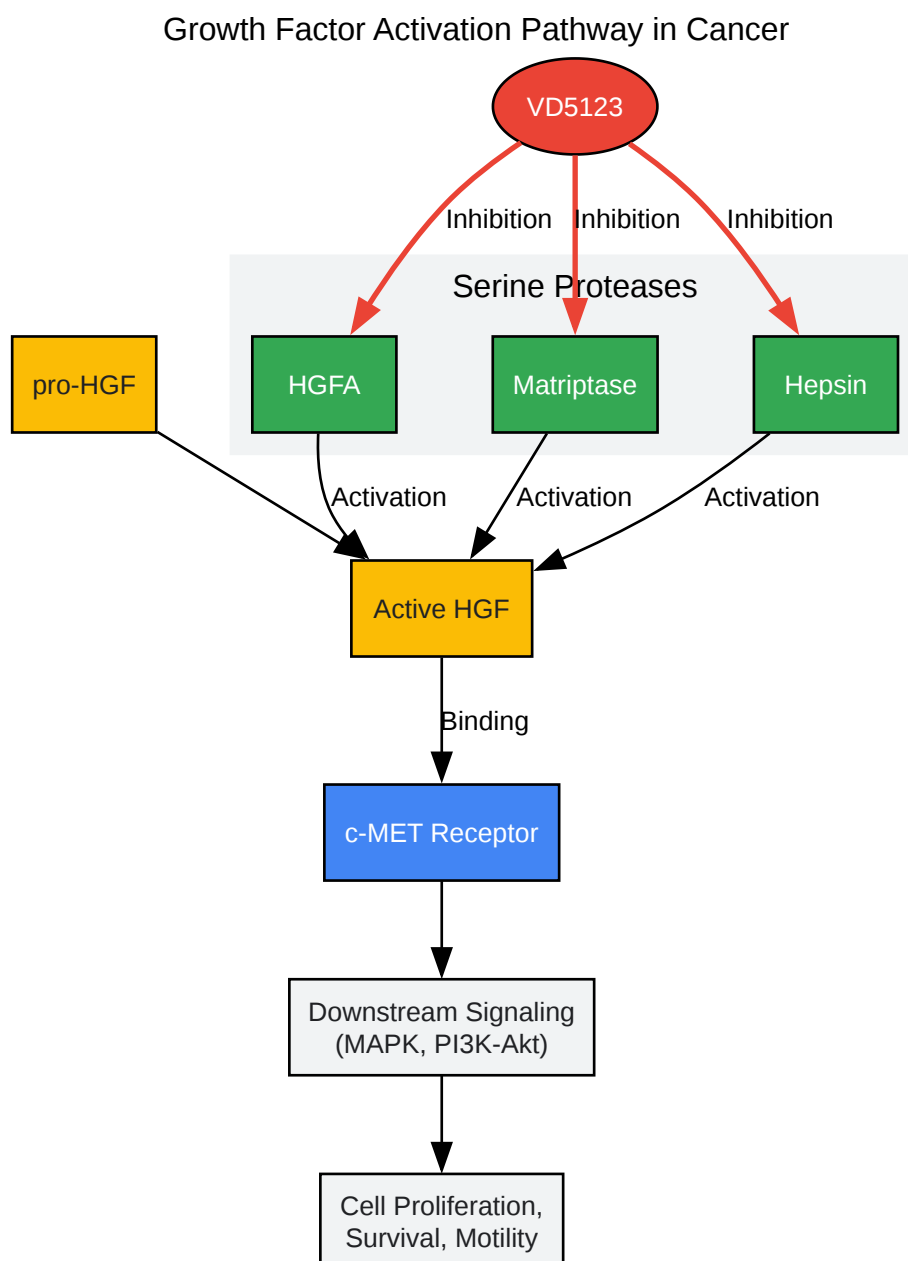 Growth Factor Activation Pathway in Cancer
VD5123
Inhibition
Inhibition
Inhibition
Serine Proteases
pro-HGF
HGFA
Matriptase
Hepsin
Activation
Activation
Activation
Active HGF
Binding
c-MET Receptor
Downstream Signaling
(MAPK, PI3K-Akt)
Cell Proliferation,
Survival, Motility